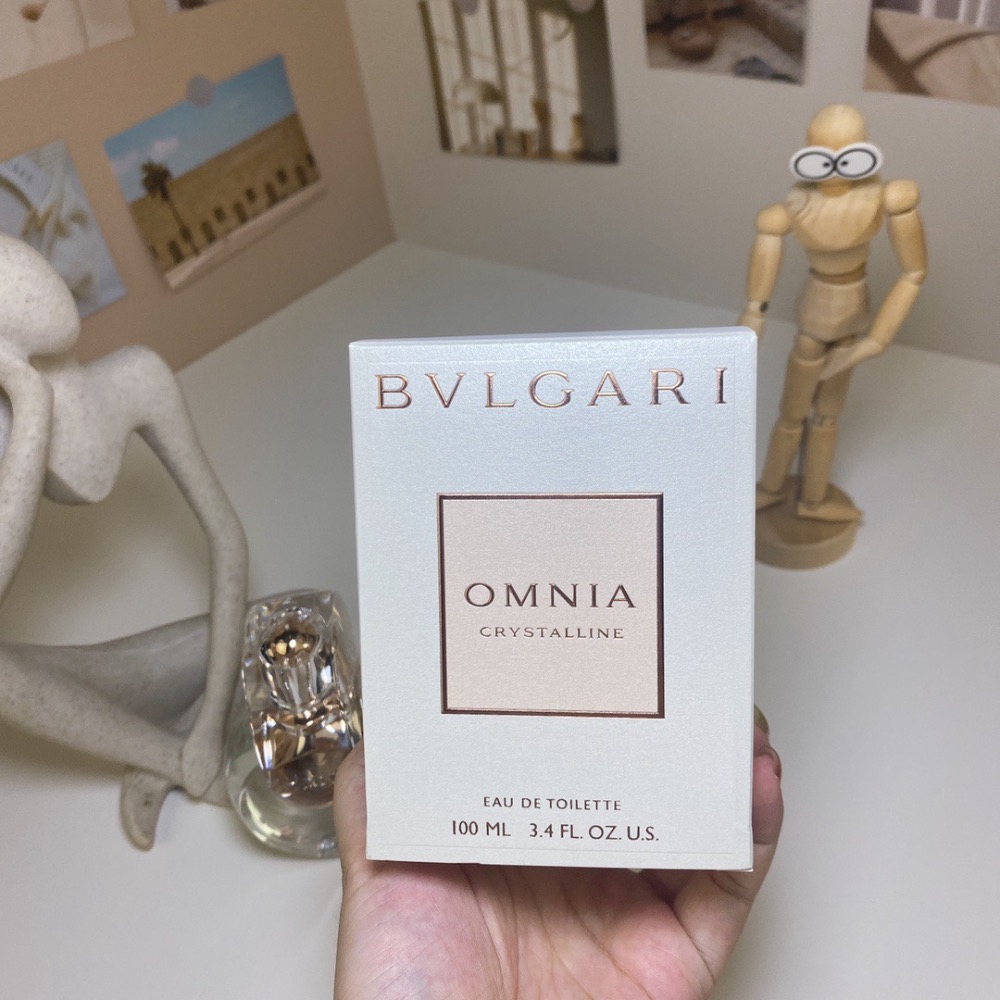 BVLGARI
OMNIA
CRYSTALLINE
EAU DE TOILETTE
100 ML 3.4 FL. OZ. U.S.